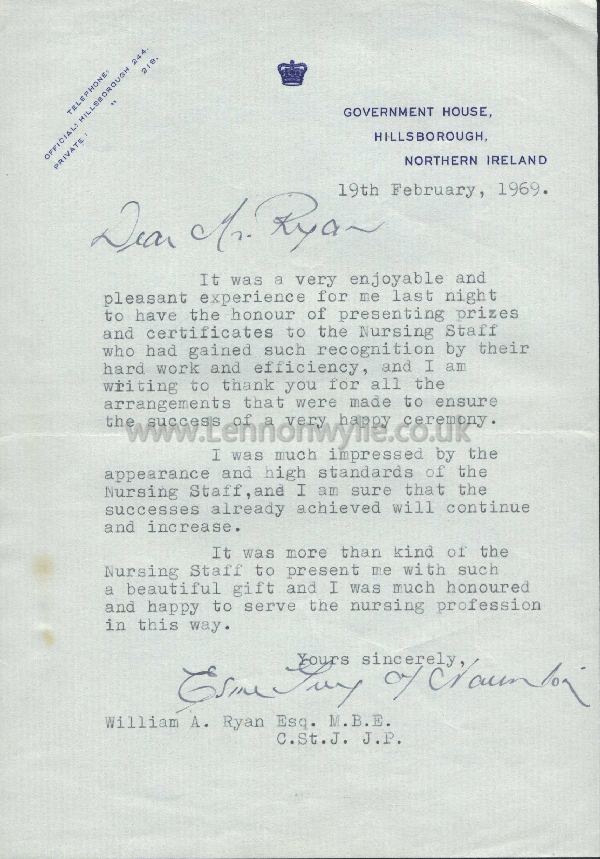 TELEPHONE:
OFFICIAL: HILLSBOROUGH 244.
PRIVATE: " 219.
GOVERNMENT HOUSE,
HILLSBOROUGH,
NORTHERN IRELAND
19th February, 1969.
Dear Mr. Ryan
It was a very enjoyable and
pleasant experience for me last night
to have the honour of presenting prizes
and certificates to the Nursing Staff
who had gained such recognition by their
hard work and efficiency, and I am
writing to thank you for all the
arrangements that were made to ensure
the success of a very happy ceremony.
www.Lennonwylie.co.uk
I was much impressed by the
appearance and high standards of the
Nursing Staff,and I am sure that the
successes already achieved will continue
and increase.
It was more than kind of the
Nursing Staff to present me with such
a beautiful gift and I was much honoured
and happy to serve the nursing profession
in this way.
Yours sincerely,
of
William A. Ryan Esq. M.B.E.
C.St.J. J.P.